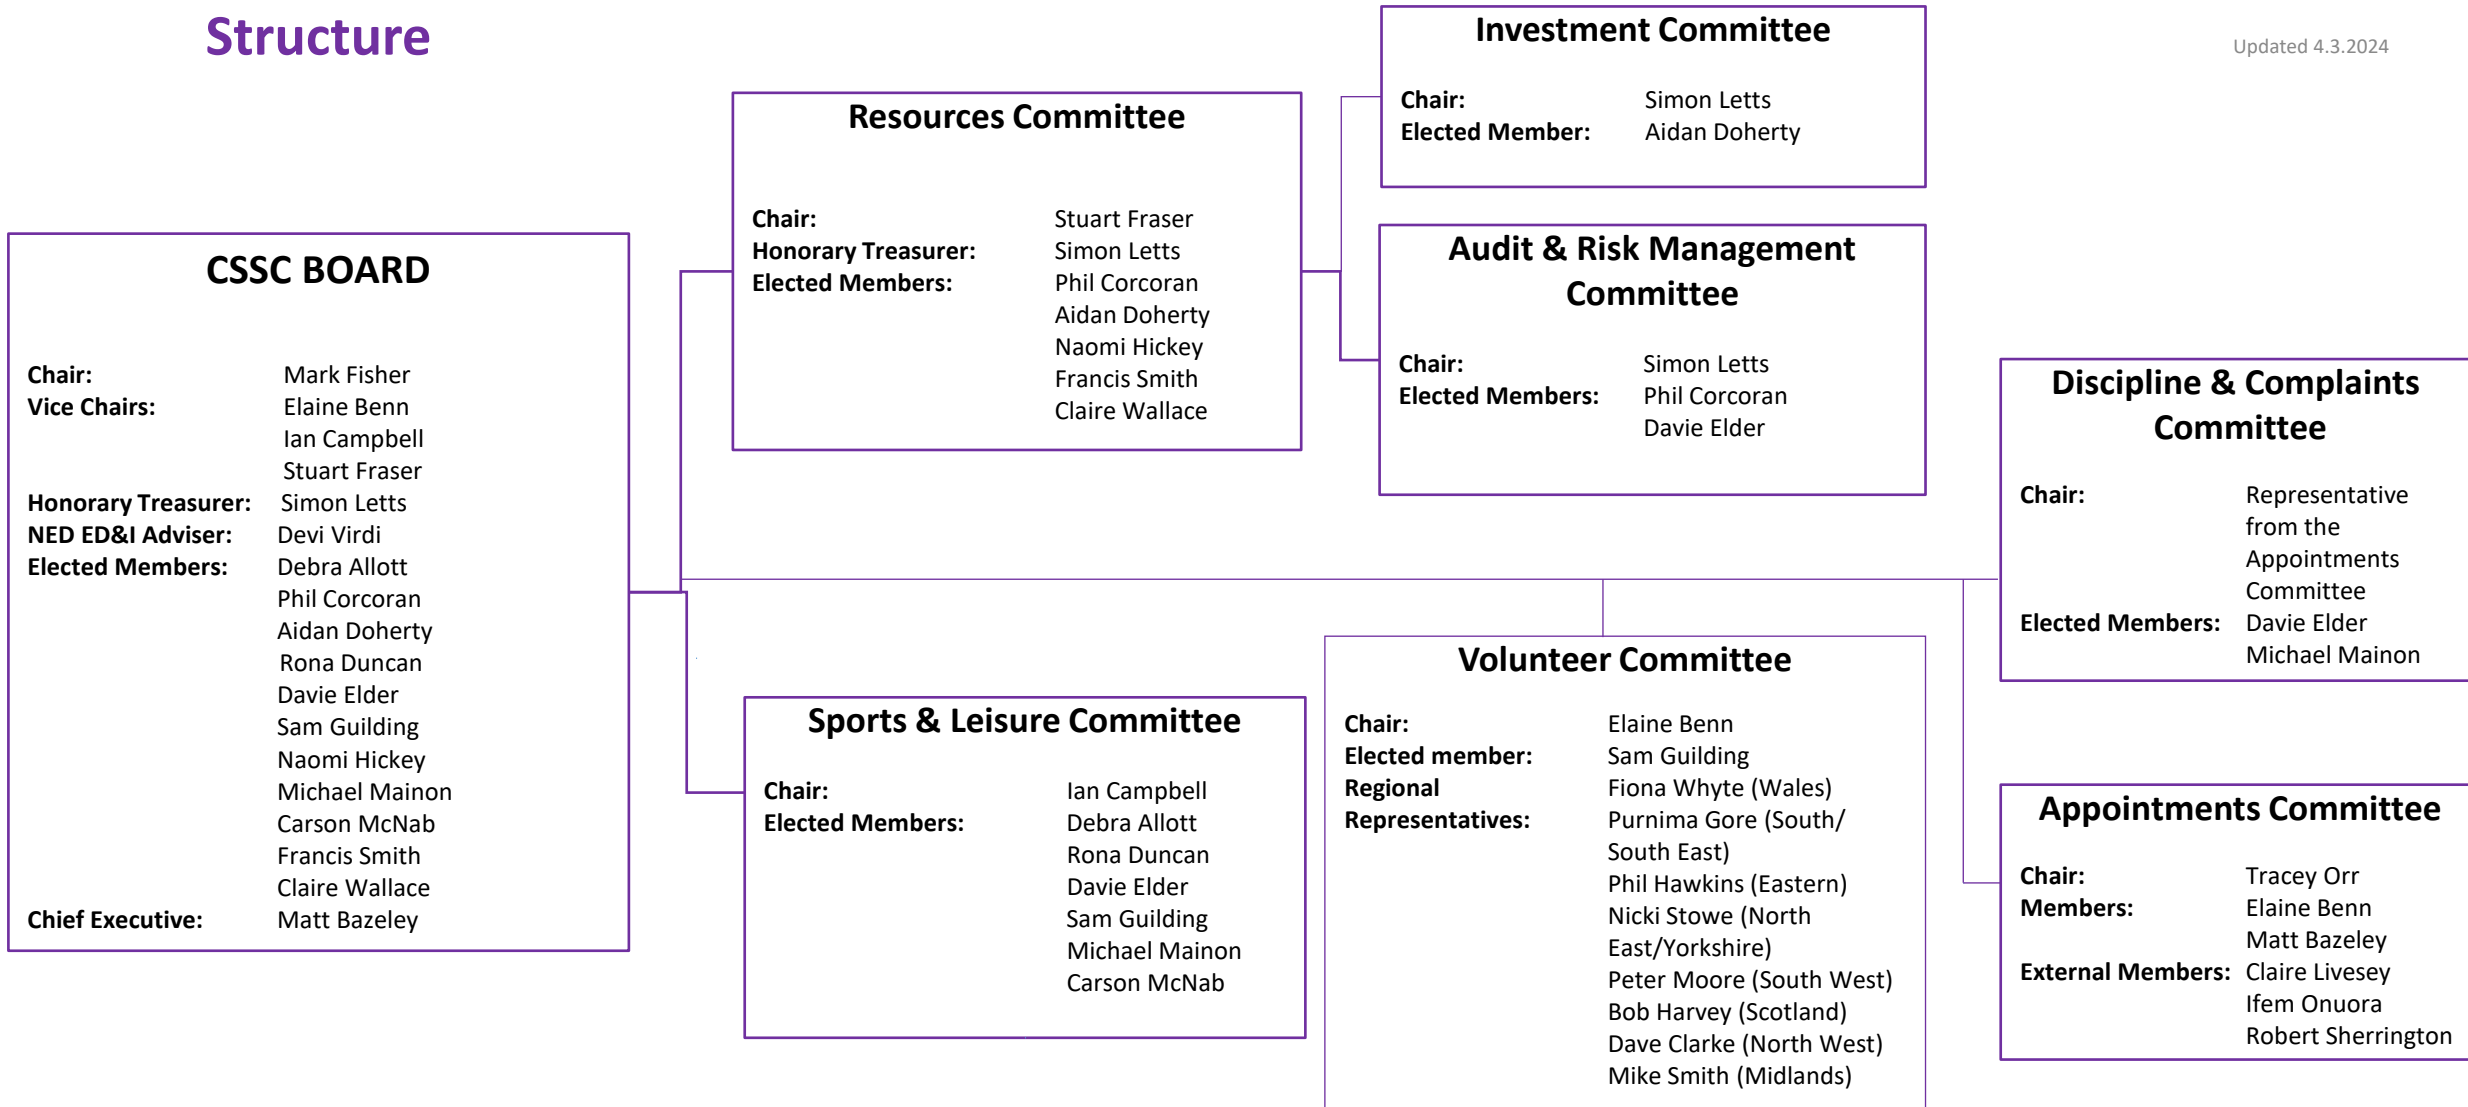 Structure
Updated 4.3.2024
CSSC BOARD
Chair: Mark Fisher
Vice Chairs: Elaine Benn
Ian Campbell
Stuart Fraser
Honorary Treasurer: Simon Letts
NED ED&I Adviser: Devi Virdi
Elected Members: Debra Allott
Phil Corcoran
Aidan Doherty
Rona Duncan
Davie Elder
Sam Guilding
Naomi Hickey
Michael Mainon
Carson McNab
Francis Smith
Claire Wallace
Chief Executive: Matt Bazeley
Resources Committee
Chair: Stuart Fraser
Honorary Treasurer: Simon Letts
Elected Members: Phil Corcoran
Aidan Doherty
Naomi Hickey
Francis Smith
Claire Wallace
Sports & Leisure Committee
Chair: Ian Campbell
Elected Members: Debra Allott
Rona Duncan
Davie Elder
Sam Guilding
Michael Mainon
Carson McNab
Investment Committee
Chair: Simon Letts
Elected Member: Aidan Doherty
Audit & Risk Management
Committee
Chair: Simon Letts
Elected Members: Phil Corcoran
Davie Elder
Volunteer Committee
Chair: Elaine Benn
Elected member: Sam Guilding
Regional Fiona Whyte (Wales)
Representatives: Purnima Gore (South/
South East)
Phil Hawkins (Eastern)
Nicki Stowe (North
East/Yorkshire)
Peter Moore (South West)
Bob Harvey (Scotland)
Dave Clarke (North West)
Mike Smith (Midlands)
Discipline & Complaints
Committee
Chair: Representative
from the
Appointments
Committee
Elected Members: Davie Elder
Michael Mainon
Appointments Committee
Chair: Tracey Orr
Members: Elaine Benn
Matt Bazeley
External Members: Claire Livesey
Ifem Onuora
Robert Sherrington